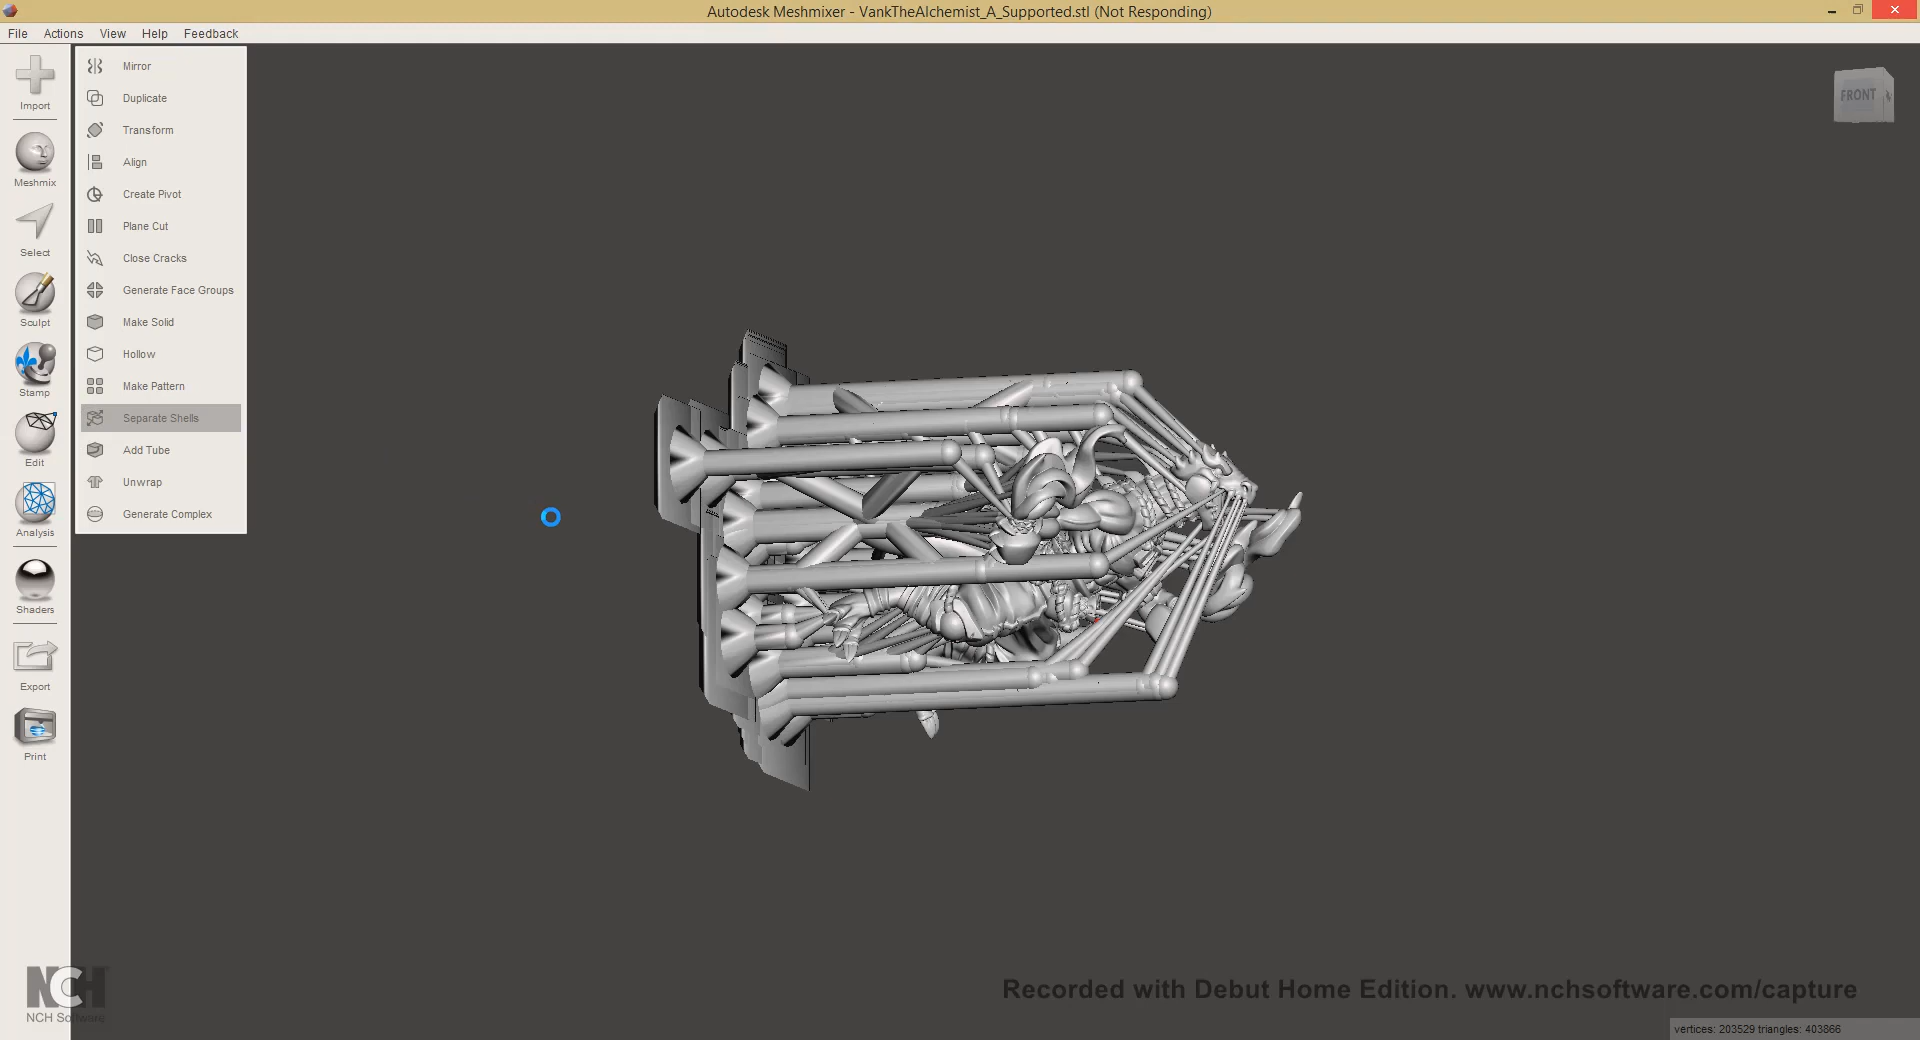 Autodesk Meshmixer - VankTheAlchemist_A_Supported.stl (Not Responding)
File Actions View Help Feedback
Import
Meshmix
Select
Sculpt
Stamp
Edit
Analysis
Shaders
Export
Print
Mirror
Duplicate
Transform
Align
Create Pivot
Plane Cut
Close Cracks
Generate Face Groups
Make Solid
Hollow
Make Pattern
Separate Shells
Add Tube
Unwrap
Generate Complex
FRONT
NCH
NCH Software
Recorded with Debut Home Edition. www.nchsoftware.com/capture
vertices: 203529 triangles: 403866